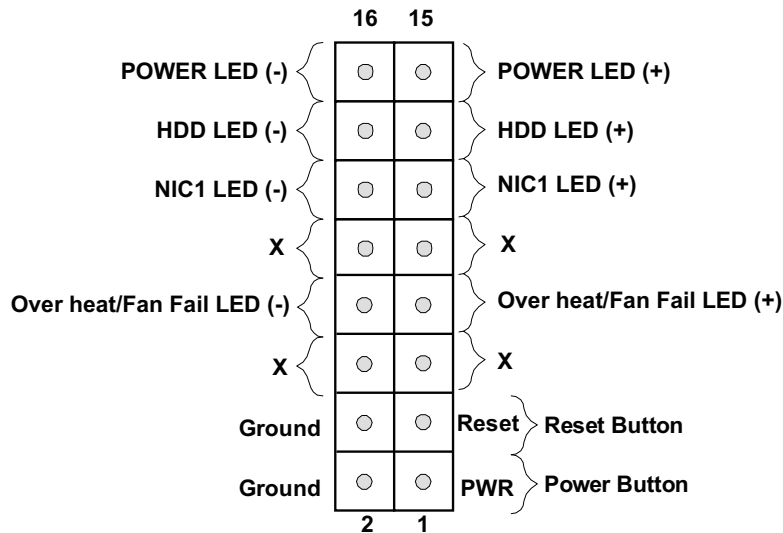 16 15
POWER LED (-) POWER LED (+)
HDD LED (-) HDD LED (+)
NIC1 LED (-) NIC1 LED (+)
X X
Over heat/Fan Fail LED (-) Over heat/Fan Fail LED (+)
X X
Ground Reset Reset Button
Ground PWR Power Button
2 1